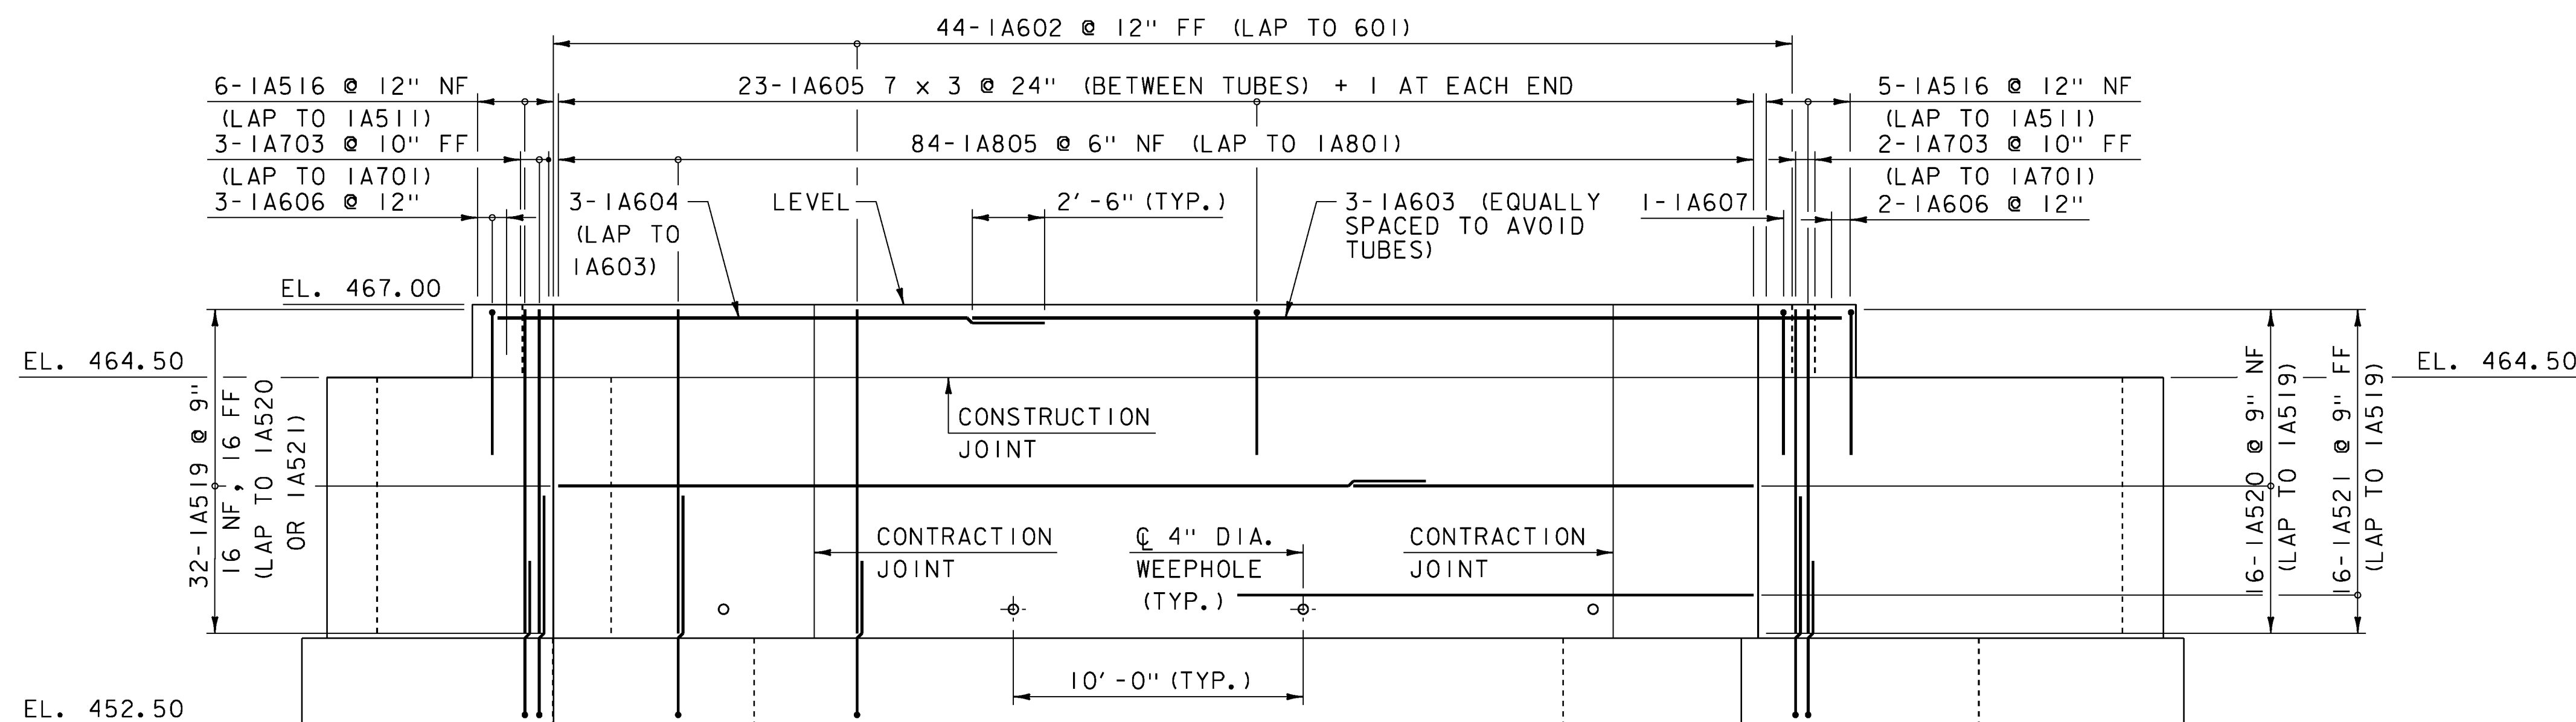 44-1A602 @ 12" FF (LAP TO 601)
6-1A516 @ 12" NF
(LAP TO 1A511)
23-1A605 7 x 3 @ 24" (BETWEEN TUBES) + 1 AT EACH END
5-1A516 @ 12" NF
(LAP TO 1A511)
3-1A703 @ 10" FF
(LAP TO 1A701)
84-1A805 @ 6" NF (LAP TO 1A801)
2-1A703 @ 10" FF
(LAP TO 1A701)
3-1A606 @ 12"
3-1A604
(LAP TO
1A603)
LEVEL
2'-6" (TYP.)
3-1A603 (EQUALLY
SPACED TO AVOID
TUBES)
1-1A607
2-1A606 @ 12"
EL. 467.00
EL. 464.50
EL. 464.50
32-1A519 @ 9"
16 NF, 16 FF
(LAP TO 1A520
OR 1A521)
CONSTRUCTION
JOINT
16-1A520 @ 9" NF
(LAP TO 1A519)
16-1A521 @ 9" FF
(LAP TO 1A519)
CONTRACTION
JOINT
℄ 4" DIA.
WEEPHOLE
(TYP.)
CONTRACTION
JOINT
10'-0" (TYP.)
EL. 452.50